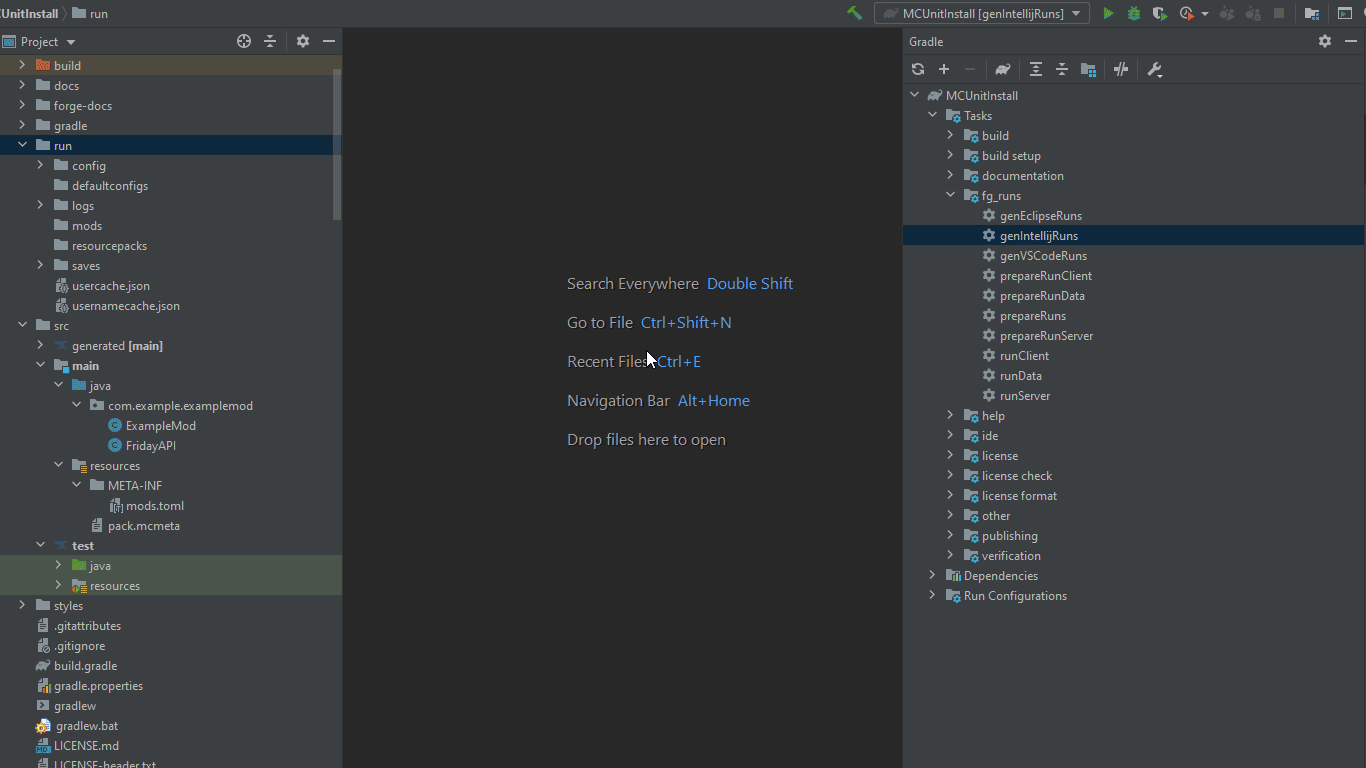 :UnitInstall run
MCUnitInstall [genIntellijRuns]
Project
build
docs
forge-docs
gradle
run
config
defaultconfigs
logs
mods
resourcepacks
saves
usercache.json
usernamecache.json
src
generated [main]
main
java
com.example.examplemod
ExampleMod
FridayAPI
resources
META-INF
mods.toml
pack.mcmeta
test
java
resources
styles
.gitattributes
.gitignore
build.gradle
gradle.properties
gradlew
gradlew.bat
LICENSE.md
LICENSE-header.txt
Search Everywhere Double Shift
Go to File Ctrl+Shift+N
Recent Files Ctrl+E
Navigation Bar Alt+Home
Drop files here to open
Gradle
MCUnitInstall
Tasks
build
build setup
documentation
fg_runs
genEclipseRuns
genIntellijRuns
genVSCodeRuns
prepareRunClient
prepareRunData
prepareRuns
prepareRunServer
runClient
runData
runServer
help
ide
license
license check
license format
other
publishing
verification
Dependencies
Run Configurations